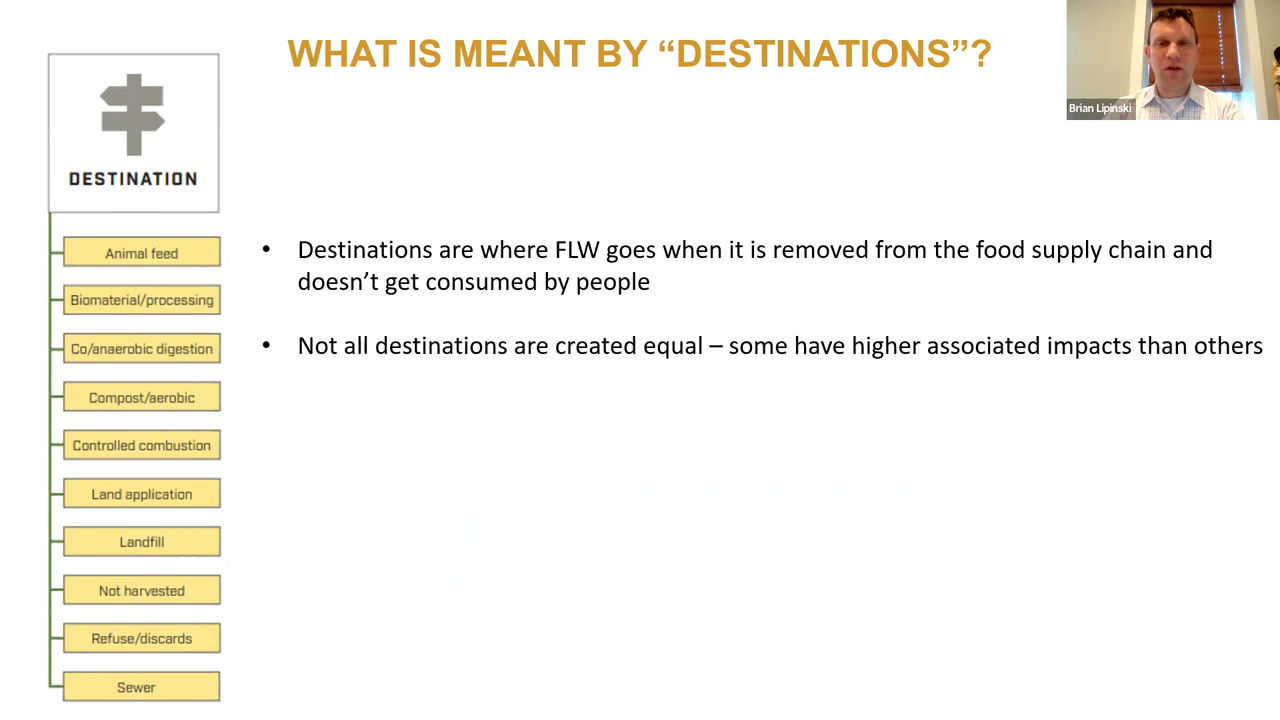 WHAT IS MEANT BY “DESTINATIONS”?
Brian Lipinski
DESTINATION
Animal feed
Biomaterial/processing
Co/anaerobic digestion
Compost/aerobic
Controlled combustion
Land application
Landfill
Not harvested
Refuse/discards
Sewer
• Destinations are where FLW goes when it is removed from the food supply chain and
doesn’t get consumed by people
• Not all destinations are created equal – some have higher associated impacts than others